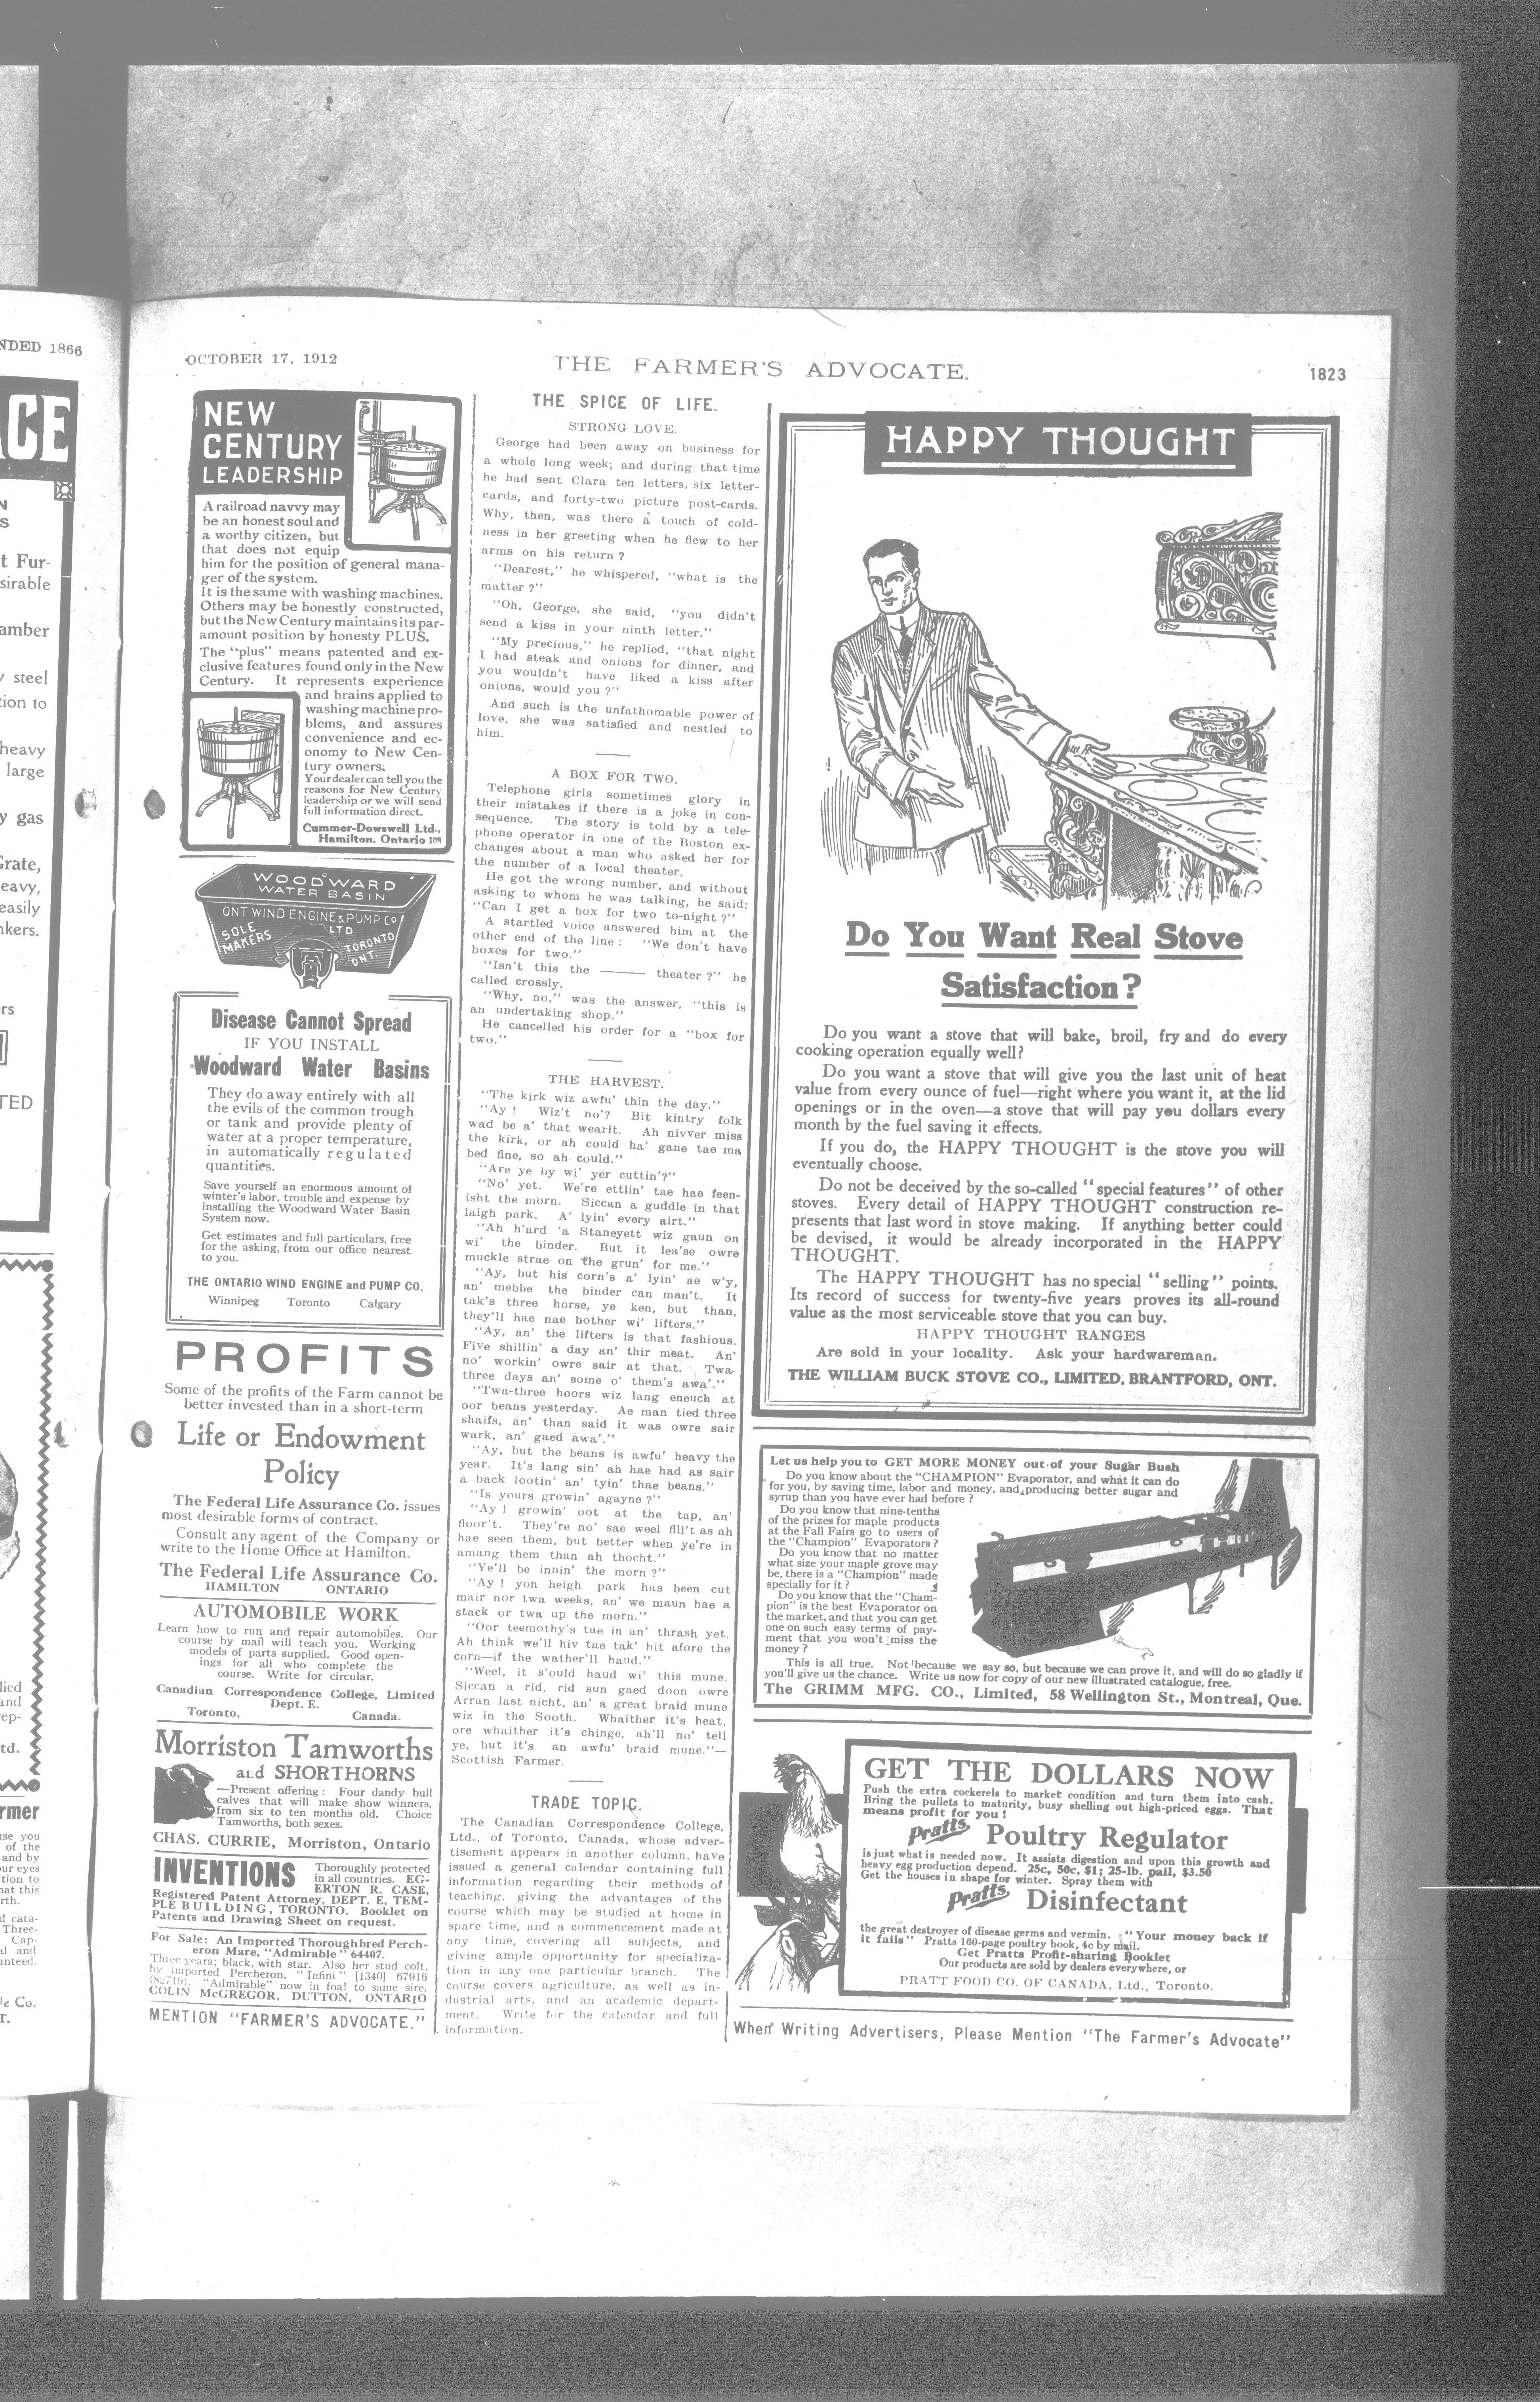 NDED 1866
ACE
N
S
t Fur-
sirable
amber
steel
tion to
heavy
large
y gas
Grate,
eavy,
easily
nkers.
rs
TED
lied
and
rep-
td.
rmer
use you
of the
and by
ur eyes
tion to
hat this
rth.
d cata-
Three-
Cap-
al and
anteed.
le Co.
T.
OCTOBER 17, 1912
THE FARMER'S ADVOCATE.
1823
NEW
CENTURY
LEADERSHIP
A railroad navvy may
be an honest soul and
a worthy citizen, but
that does not equip
him for the position of general mana-
ger of the system.
It is the same with washing machines.
Others may be honestly constructed,
but the New Century maintains its par-
amount position by honesty PLUS.
The "plus" means patented and ex-
clusive features found only in the New
Century. It represents experience
and brains applied to
washing machine pro-
blems, and assures
convenience and ec-
onomy to New Cen-
tury owners.
Your dealer can tell you the
reasons for New Century
leadership or we will send
full information direct.
Cummer-Dowswell Ltd.,
Hamilton, Ontario 108
WOODWARD
WATER BASIN
ONT WIND ENGINE & PUMP CO
LTD
SOLE
MAKERS
TORONTO
ONT.
Disease Cannot Spread
IF YOU INSTALL
Woodward Water Basins
They do away entirely with all
the evils of the common trough
or tank and provide plenty of
water at a proper temperature,
in automatically regulated
quantities.
Save yourself an enormous amount of
winter's labor, trouble and expense by
installing the Woodward Water Basin
System now.
Get estimates and full particulars, free
for the asking, from our office nearest
to you.
THE ONTARIO WIND ENGINE and PUMP CO.
Winnipeg Toronto Calgary
PROFITS
Some of the profits of the Farm cannot be
better invested than in a short-term
Life or Endowment
Policy
The Federal Life Assurance Co. issues
most desirable forms of contract.
Consult any agent of the Company or
write to the Home Office at Hamilton.
The Federal Life Assurance Co.
HAMILTON ONTARIO
AUTOMOBILE WORK
Learn how to run and repair automobiles. Our
course by mail will teach you. Working
models of parts supplied. Good open-
ings for all who complete the
course. Write for circular.
Canadian Correspondence College, Limited
Dept. E.
Toronto, Canada.
Morriston Tamworths
and SHORTHORNS
—Present offering: Four dandy bull
calves that will make show winners,
from six to ten months old. Choice
Tamworths, both sexes.
CHAS. CURRIE, Morriston, Ontario
INVENTIONS Thoroughly protected
in all countries. EG-
ERTON R. CASE,
Registered Patent Attorney, DEPT. E, TEM-
PLE BUILDING, TORONTO. Booklet on
Patents and Drawing Sheet on request.
For Sale: An Imported Thoroughbred Perch-
eron Mare, "Admirable" 64407.
Three years; black, with star. Also her stud colt,
by imported Percheron, "Infini" [1340] 67916
(82719). "Admirable" now in foal to same sire.
COLIN McGREGOR, DUTTON, ONTARIO
MENTION "FARMER'S ADVOCATE."
THE SPICE OF LIFE.
STRONG LOVE.
George had been away on business for
a whole long week; and during that time
he had sent Clara ten letters, six letter-
cards, and forty-two picture post-cards.
Why, then, was there a touch of cold-
ness in her greeting when he flew to her
arms on his return?
"Dearest," he whispered, "what is the
matter?"
"Oh, George, she said, "you didn't
send a kiss in your ninth letter."
"My precious," he replied, "that night
I had steak and onions for dinner, and
you wouldn't have liked a kiss after
onions, would you?"
And such is the unfathomable power of
love, she was satisfied and nestled to
him.
A BOX FOR TWO.
Telephone girls sometimes glory in
their mistakes if there is a joke in con-
sequence. The story is told by a tele-
phone operator in one of the Boston ex-
changes about a man who asked her for
the number of a local theater.
He got the wrong number, and without
asking to whom he was talking, he said:
"Can I get a box for two to-night?"
A startled voice answered him at the
other end of the line: "We don't have
boxes for two."
"Isn't this the —— theater?" he
called crossly.
"Why, no," was the answer, "this is
an undertaking shop."
He cancelled his order for a "box for
two."
THE HARVEST.
"The kirk wiz awfu' thin the day."
"Ay! Wiz't no'? Bit kintry folk
wad be a' that wearit. Ah nivver miss
the kirk, or ah could ha' gane tae ma
bed fine, so ah could."
"Are ye by wi' yer cuttin'?"
"No' yet. We're ettlin' tae hae feen-
isht the morn. Siccan a guddle in that
laigh park. A' lyin' every airt."
"Ah h'ard 'a Staneyett wiz gaun on
wi' the binder. But it lea'se owre
muckle strae on the grun' for me."
"Ay, but his corn's a' lyin' ae w'y,
an' mebbe the binder can man't. It
tak's three horse, ye ken, but than,
they'll hae nae bother wi' lifters."
"Ay, an' the lifters is that fashious.
Five shillin' a day an' thir meat. An'
no' workin' owre sair at that. Twa-
three days an' some o' them's awa'."
"Twa-three hoors wiz lang eneuch at
oor beans yesterday. Ae man tied three
shaifs, an' than said it was owre sair
wark, an' gaed awa'."
"Ay, but the beans is awfu' heavy the
year. It's lang sin' ah hae had as sair
a back lootin' an' tyin' thae beans."
"Is yours growin' agayne?"
"Ay! growin' oot at the tap, an'
floor't. They're no' sae weel fill't as ah
hae seen them, but better when ye're in
amang them than ah thocht."
"Ye'll be innin' the morn?"
"Ay! yon heigh park has been cut
mair nor twa weeks, an' we maun hae a
stack or twa up the morn."
"Oor teemothy's tae in an' thrash yet.
Ah think we'll hiv tae tak' hit afore the
corn—if the wather'll haud."
"Weel, it s'ould haud wi' this mune.
Siccan a rid, rid sun gaed doon owre
Arran last nicht, an' a great braid mune
wiz in the Sooth. Whaither it's heat,
ore whaither it's chinge, ah'll no' tell
ye, but it's an awfu' braid mune."—
Scottish Farmer.
TRADE TOPIC.
The Canadian Correspondence College,
Ltd., of Toronto, Canada, whose adver-
tisement appears in another column, have
issued a general calendar containing full
information regarding their methods of
teaching, giving the advantages of the
course which may be studied at home in
spare time, and a commencement made at
any time, covering all subjects, and
giving ample opportunity for specializa-
tion in any one particular branch. The
course covers agriculture, as well as in-
dustrial arts, and an academic depart-
ment. Write for the calendar and full
information.
HAPPY THOUGHT
Do You Want Real Stove
Satisfaction?
Do you want a stove that will bake, broil, fry and do every
cooking operation equally well?
Do you want a stove that will give you the last unit of heat
value from every ounce of fuel—right where you want it, at the lid
openings or in the oven—a stove that will pay you dollars every
month by the fuel saving it effects.
If you do, the HAPPY THOUGHT is the stove you will
eventually choose.
Do not be deceived by the so-called "special features" of other
stoves. Every detail of HAPPY THOUGHT construction re-
presents that last word in stove making. If anything better could
be devised, it would be already incorporated in the HAPPY
THOUGHT.
The HAPPY THOUGHT has no special "selling" points.
Its record of success for twenty-five years proves its all-round
value as the most serviceable stove that you can buy.
HAPPY THOUGHT RANGES
Are sold in your locality. Ask your hardwareman.
THE WILLIAM BUCK STOVE CO., LIMITED, BRANTFORD, ONT.
Let us help you to GET MORE MONEY out of your Sugar Bush
Do you know about the "CHAMPION" Evaporator, and what it can do
for you, by saving time, labor and money, and producing better sugar and
syrup than you have ever had before?
Do you know that nine-tenths
of the prizes for maple products
at the Fall Fairs go to users of
the "Champion" Evaporators?
Do you know that no matter
what size your maple grove may
be, there is a "Champion" made
specially for it?
Do you know that the "Cham-
pion" is the best Evaporator on
the market, and that you can get
one on such easy terms of pay-
ment that you won't miss the
money?
This is all true. Not because we say so, but because we can prove it, and will do so gladly if
you'll give us the chance. Write us now for copy of our new illustrated catalogue, free.
The GRIMM MFG. CO., Limited, 58 Wellington St., Montreal, Que.
GET THE DOLLARS NOW
Push the extra cockerels to market condition and turn them into cash.
Bring the pullets to maturity, busy shelling out high-priced eggs. That
means profit for you!
Pratts Poultry Regulator
is just what is needed now. It assists digestion and upon this growth and
heavy egg production depend. 25c, 50c, $1; 25-lb. pail, $3.50
Get the houses in shape for winter. Spray them with
Pratts Disinfectant
the great destroyer of disease germs and vermin. "Your money back if
it fails" Pratts 160-page poultry book, 4c by mail.
Get Pratts Profit-sharing Booklet
Our products are sold by dealers everywhere, or
PRATT FOOD CO. OF CANADA, Ltd., Toronto.
When Writing Advertisers, Please Mention "The Farmer's Advocate"